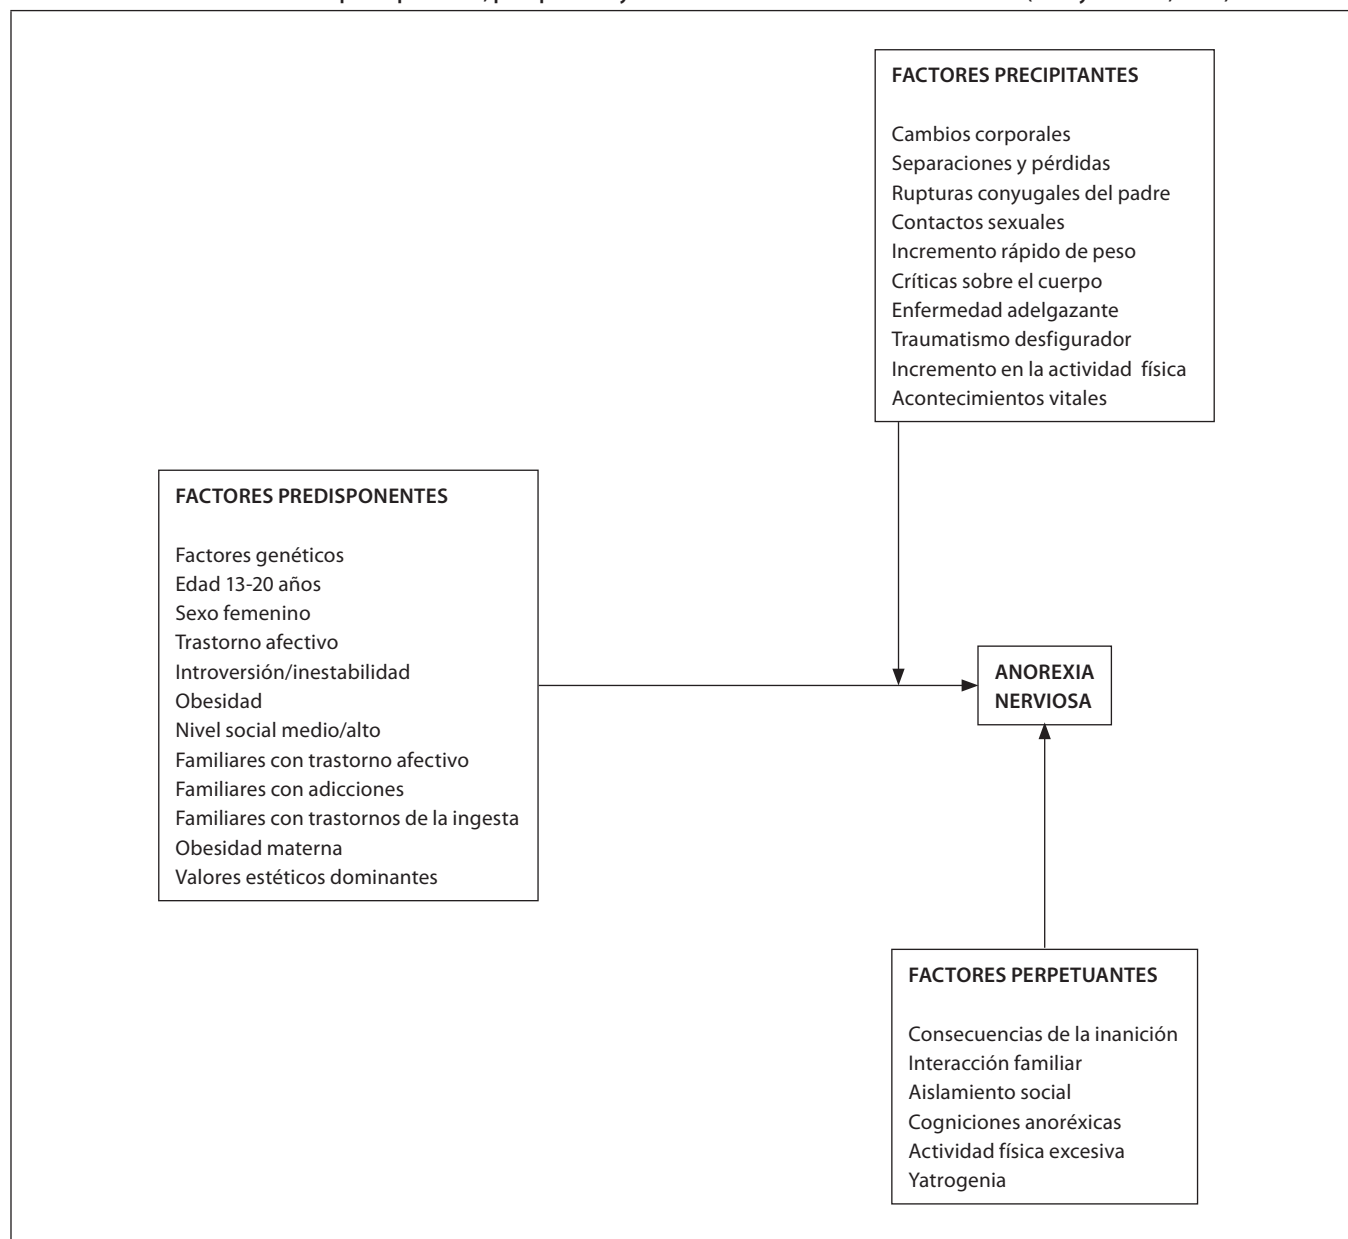 FACTORES PRECIPITANTES
Cambios corporales
Separaciones y pérdidas
Rupturas conyugales del padre
Contactos sexuales
Incremento rápido de peso
Críticas sobre el cuerpo
Enfermedad adelgazante
Traumatismo desfigurador
Incremento en la actividad física
Acontecimientos vitales
FACTORES PREDISPONENTES
Factores genéticos
Edad 13-20 años
Sexo femenino
Trastorno afectivo
Introversión/inestabilidad
Obesidad
Nivel social medio/alto
Familiares con trastorno afectivo
Familiares con adicciones
Familiares con trastornos de la ingesta
Obesidad materna
Valores estéticos dominantes
ANOREXIA
NERVIOSA
FACTORES PERPETUANTES
Consecuencias de la inanición
Interacción familiar
Aislamiento social
Cogniciones anoréxicas
Actividad física excesiva
Yatrogenia